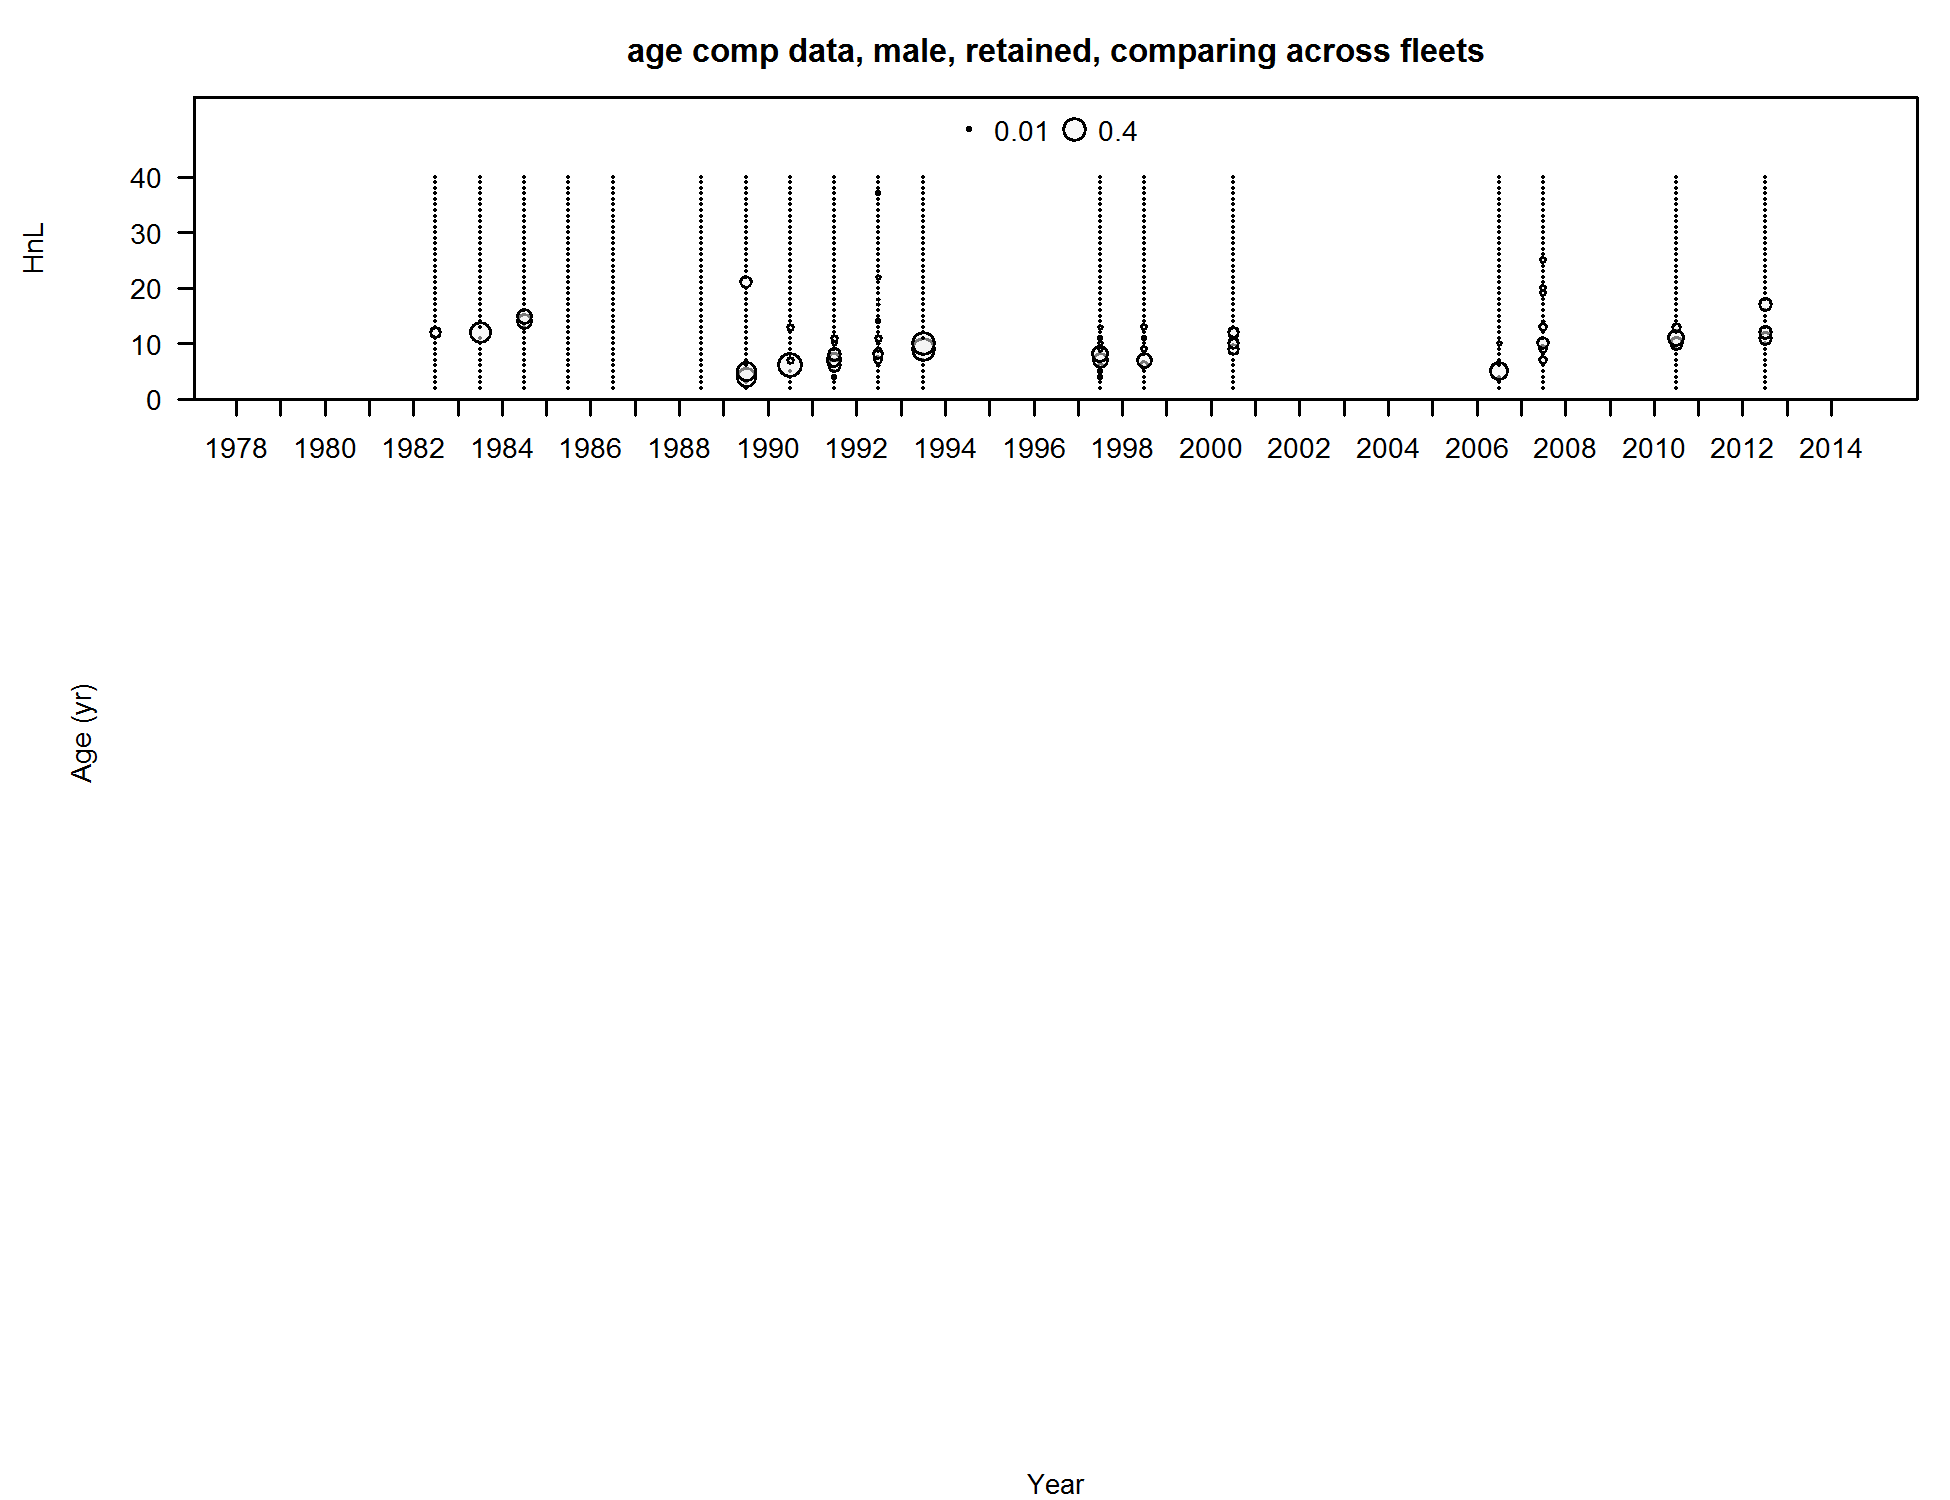 age comp data, male, retained, comparing across fleets
0.01 0.4
HnL
40
30
20
10
0
1978 1980 1982 1984 1986 1988 1990 1992 1994 1996 1998 2000 2002 2004 2006 2008 2010 2012 2014
Age (yr)
Year